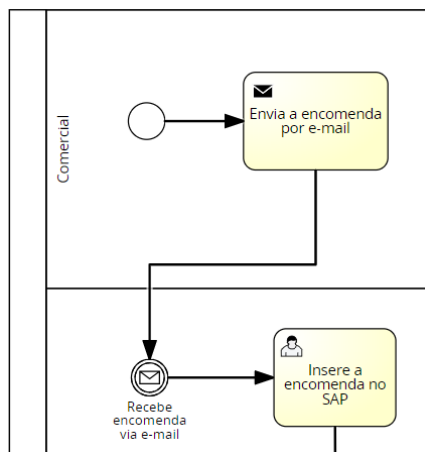 Comercial
Envia a encomenda
por e-mail
Recebe
encomenda
via e-mail
Insere a
encomenda no
SAP